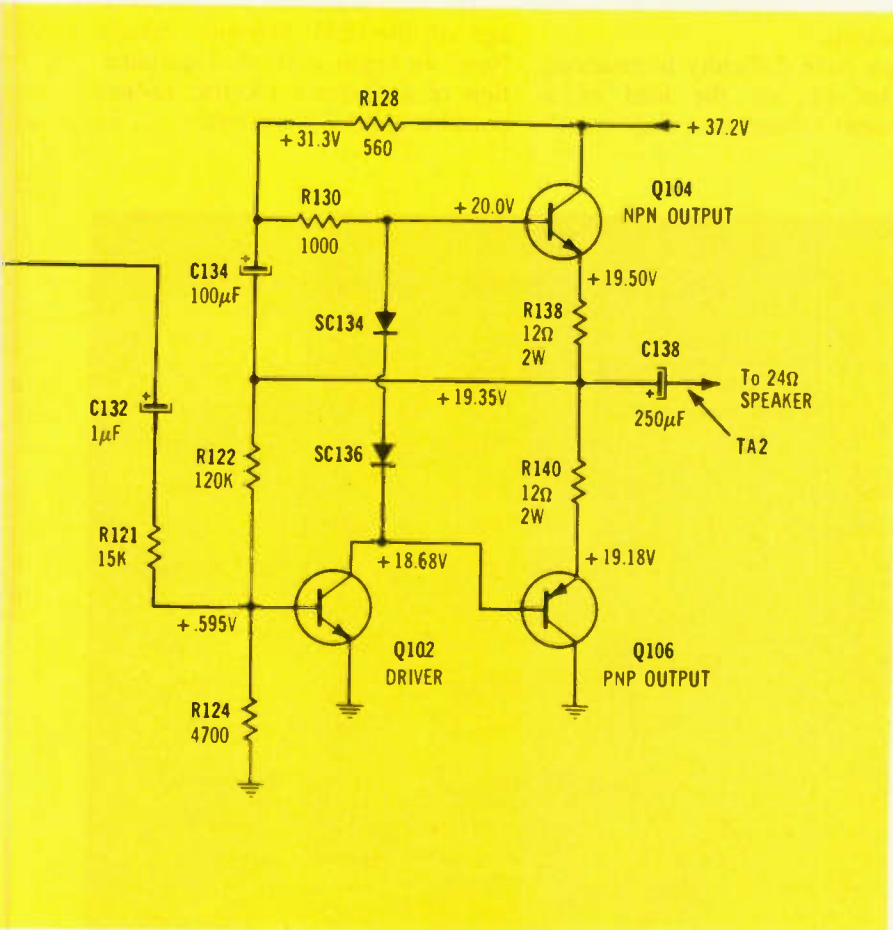 R128
+ 31.3V
560
+ 37.2V
R130
1000
+ 20.0V
Q104
NPN OUTPUT
C134
100µF
+
+ 19.50V
SC134
R138
12Ω
2W
C138
+
250µF
To 24Ω
SPEAKER
TA2
+ 19.35V
C132
1µF
+
R122
120K
SC136
R140
12Ω
2W
R121
15K
+ 18.68V
+ 19.18V
+ .595V
Q102
DRIVER
Q106
PNP OUTPUT
R124
4700